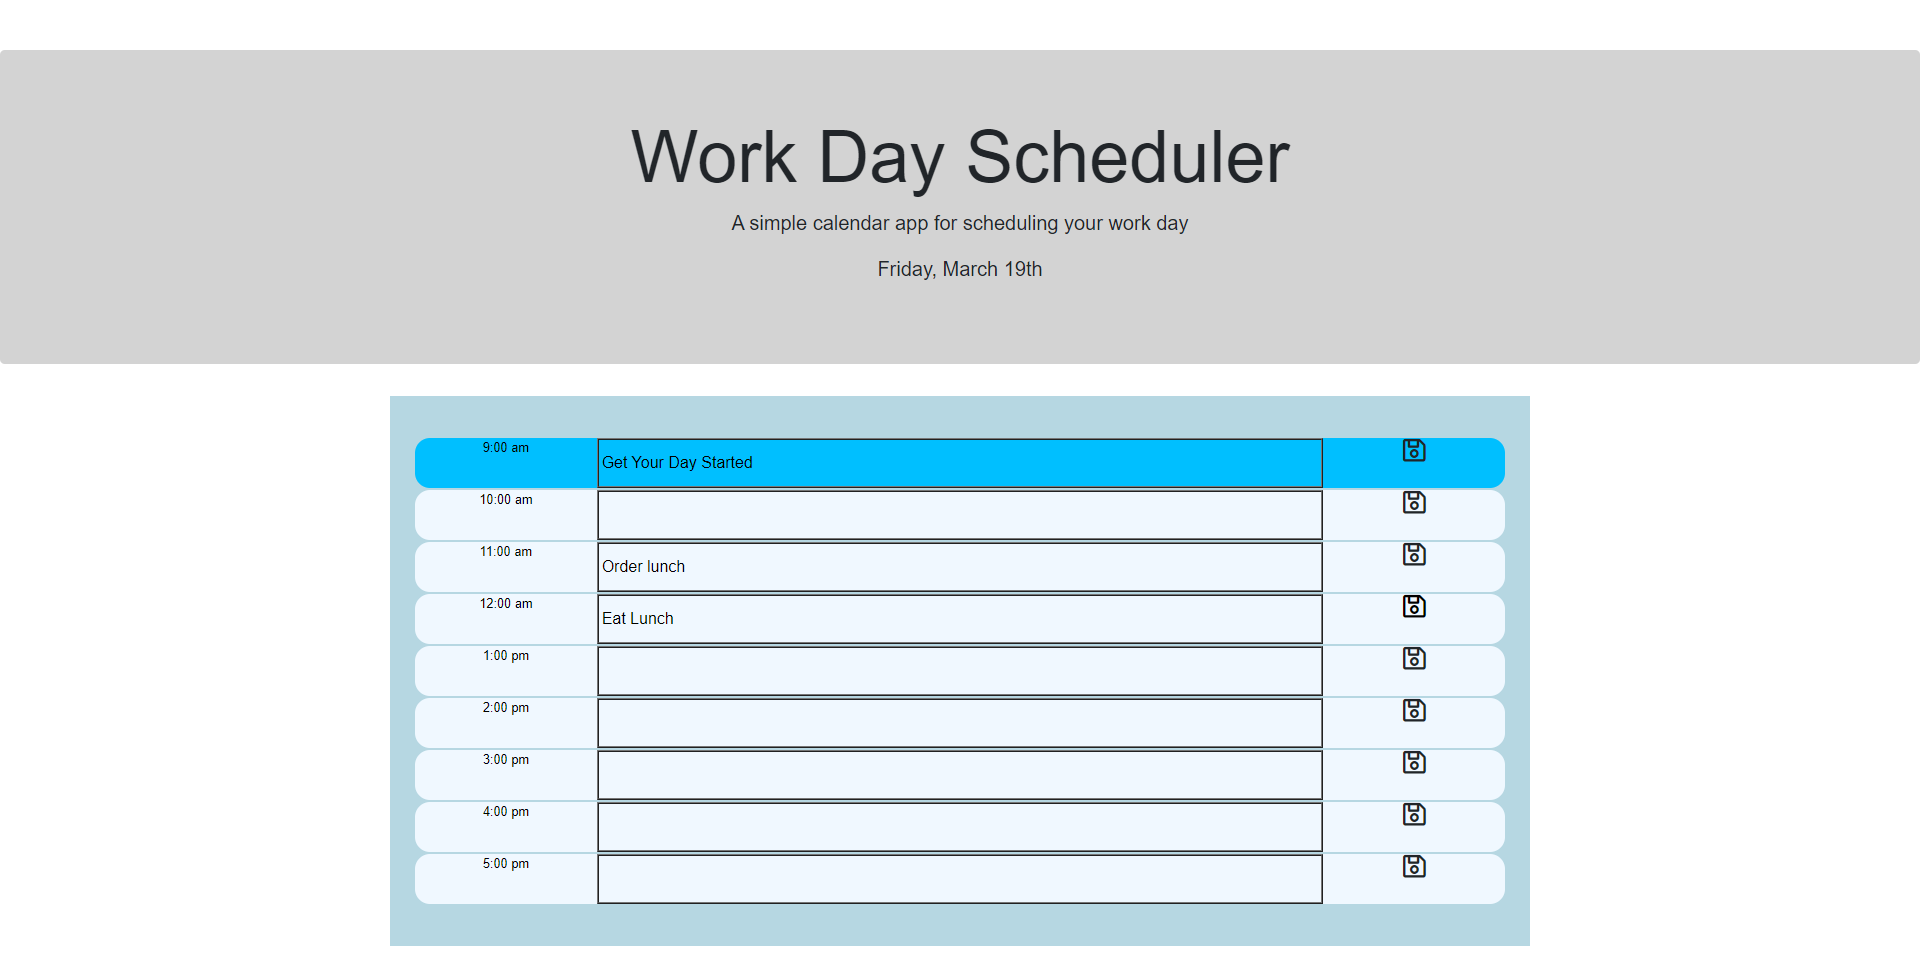 Work Day Scheduler
A simple calendar app for scheduling your work day
Friday, March 19th
9:00 am Get Your Day Started
10:00 am
11:00 am Order lunch
12:00 am Eat Lunch
1:00 pm
2:00 pm
3:00 pm
4:00 pm
5:00 pm